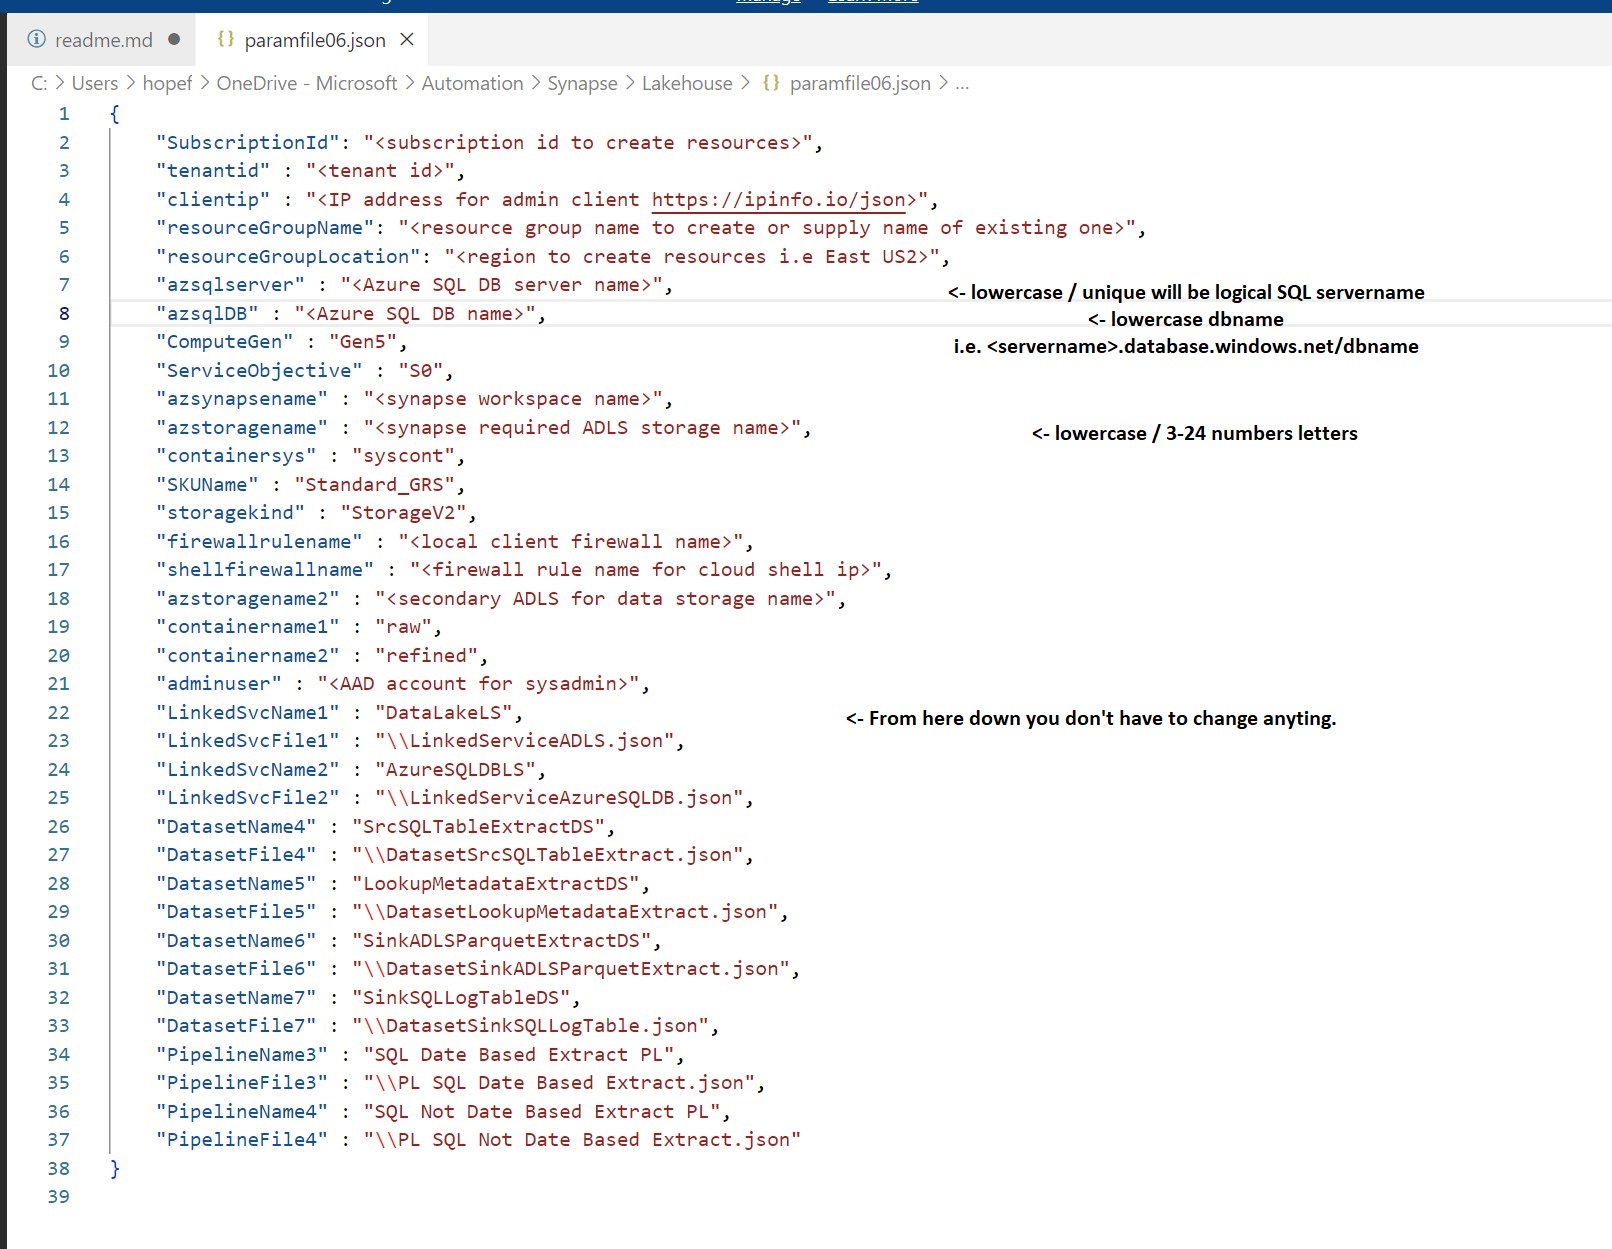 Manage Learn More
readme.md ● {} paramfile06.json ×
C: > Users > hopef > OneDrive - Microsoft > Automation > Synapse > Lakehouse > {} paramfile06.json > ...
1 {
2 "SubscriptionId": "<subscription id to create resources>",
3 "tenantid" : "<tenant id>",
4 "clientip" : "<IP address for admin client https://ipinfo.io/json>",
5 "resourceGroupName": "<resource group name to create or supply name of existing one>",
6 "resourceGroupLocation": "<region to create resources i.e East US2>",
7 "azsqlserver" : "<Azure SQL DB server name>", <- lowercase / unique will be logical SQL servername
8 "azsqlDB" : "<Azure SQL DB name>", <- lowercase dbname
9 "ComputeGen" : "Gen5", i.e. <servername>.database.windows.net/dbname
10 "ServiceObjective" : "S0",
11 "azsynapsename" : "<synapse workspace name>",
12 "azstoragename" : "<synapse required ADLS storage name>", <- lowercase / 3-24 numbers letters
13 "containersys" : "syscont",
14 "SKUName" : "Standard_GRS",
15 "storagekind" : "StorageV2",
16 "firewallrulename" : "<local client firewall name>",
17 "shellfirewallname" : "<firewall rule name for cloud shell ip>",
18 "azstoragename2" : "<secondary ADLS for data storage name>",
19 "containername1" : "raw",
20 "containername2" : "refined",
21 "adminuser" : "<AAD account for sysadmin>",
22 "LinkedSvcName1" : "DataLakeLS", <- From here down you don't have to change anyting.
23 "LinkedSvcFile1" : "\\LinkedServiceADLS.json",
24 "LinkedSvcName2" : "AzureSQLDBLS",
25 "LinkedSvcFile2" : "\\LinkedServiceAzureSQLDB.json",
26 "DatasetName4" : "SrcSQLTableExtractDS",
27 "DatasetFile4" : "\\DatasetSrcSQLTableExtract.json",
28 "DatasetName5" : "LookupMetadataExtractDS",
29 "DatasetFile5" : "\\DatasetLookupMetadataExtract.json",
30 "DatasetName6" : "SinkADLSParquetExtractDS",
31 "DatasetFile6" : "\\DatasetSinkADLSParquetExtract.json",
32 "DatasetName7" : "SinkSQLLogTableDS",
33 "DatasetFile7" : "\\DatasetSinkSQLLogTable.json",
34 "PipelineName3" : "SQL Date Based Extract PL",
35 "PipelineFile3" : "\\PL SQL Date Based Extract.json",
36 "PipelineName4" : "SQL Not Date Based Extract PL",
37 "PipelineFile4" : "\\PL SQL Not Date Based Extract.json"
38 }
39